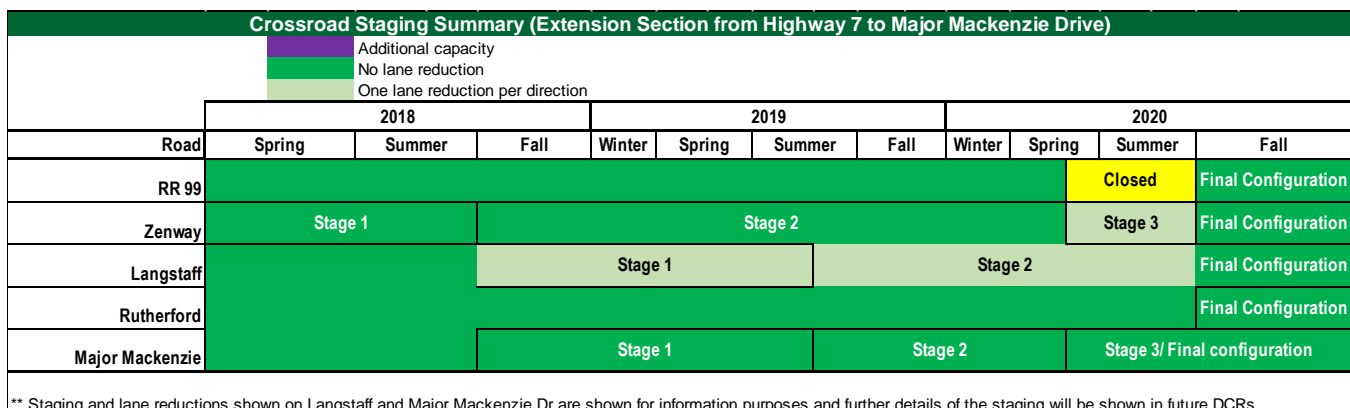 Crossroad Staging Summary (Extension Section from Highway 7 to Major Mackenzie Drive)
Additional capacity
No lane reduction
One lane reduction per direction
2018 2019 2020
Road Spring Summer Fall Winter Spring Summer Fall Winter Spring Summer Fall
RR 99 Closed Final Configuration
Zenway Stage 1 Stage 2 Stage 3 Final Configuration
Langstaff Stage 1 Stage 2 Final Configuration
Rutherford Final Configuration
Major Mackenzie Stage 1 Stage 2 Stage 3/ Final configuration
** Staging and lane reductions shown on Langstaff and Major Mackenzie Dr are shown for information purposes and further details of the staging will be shown in future DCRs